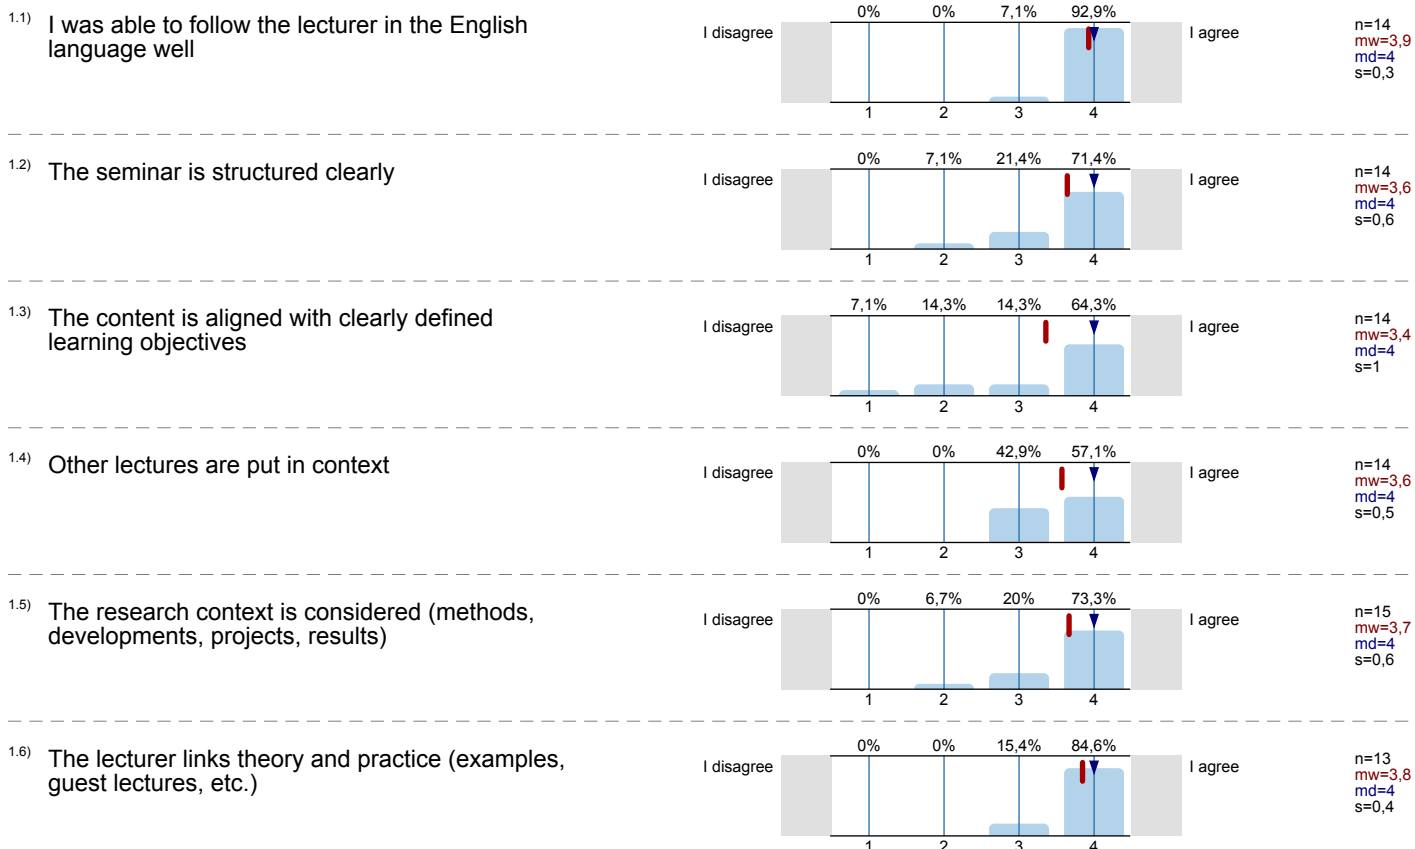 1.1) I was able to follow the lecturer in the English
language well
I disagree
0% 0% 7,1% 92,9%
1 2 3 4
I agree
n=14
mw=3,9
md=4
s=0,3
1.2) The seminar is structured clearly
I disagree
0% 7,1% 21,4% 71,4%
1 2 3 4
I agree
n=14
mw=3,6
md=4
s=0,6
1.3) The content is aligned with clearly defined
learning objectives
I disagree
7,1% 14,3% 14,3% 64,3%
1 2 3 4
I agree
n=14
mw=3,4
md=4
s=1
1.4) Other lectures are put in context
I disagree
0% 0% 42,9% 57,1%
1 2 3 4
I agree
n=14
mw=3,6
md=4
s=0,5
1.5) The research context is considered (methods,
developments, projects, results)
I disagree
0% 6,7% 20% 73,3%
1 2 3 4
I agree
n=15
mw=3,7
md=4
s=0,6
1.6) The lecturer links theory and practice (examples,
guest lectures, etc.)
I disagree
0% 0% 15,4% 84,6%
1 2 3 4
I agree
n=13
mw=3,8
md=4
s=0,4